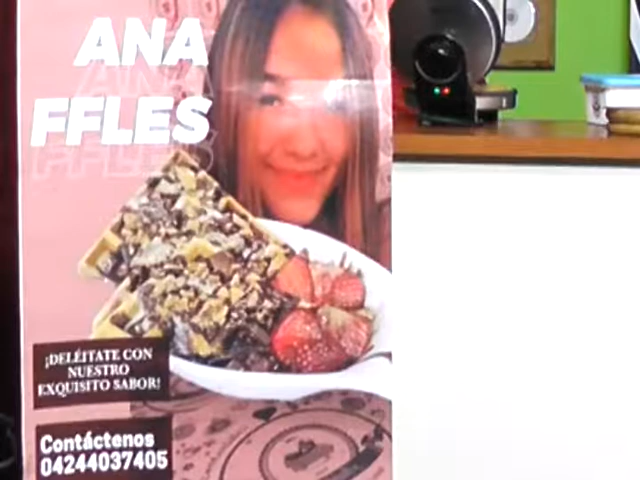 ANA
FFLES
¡DELÉITATE CON
NUESTRO
EXQUISITO SABOR!
Contáctenos
04244037405